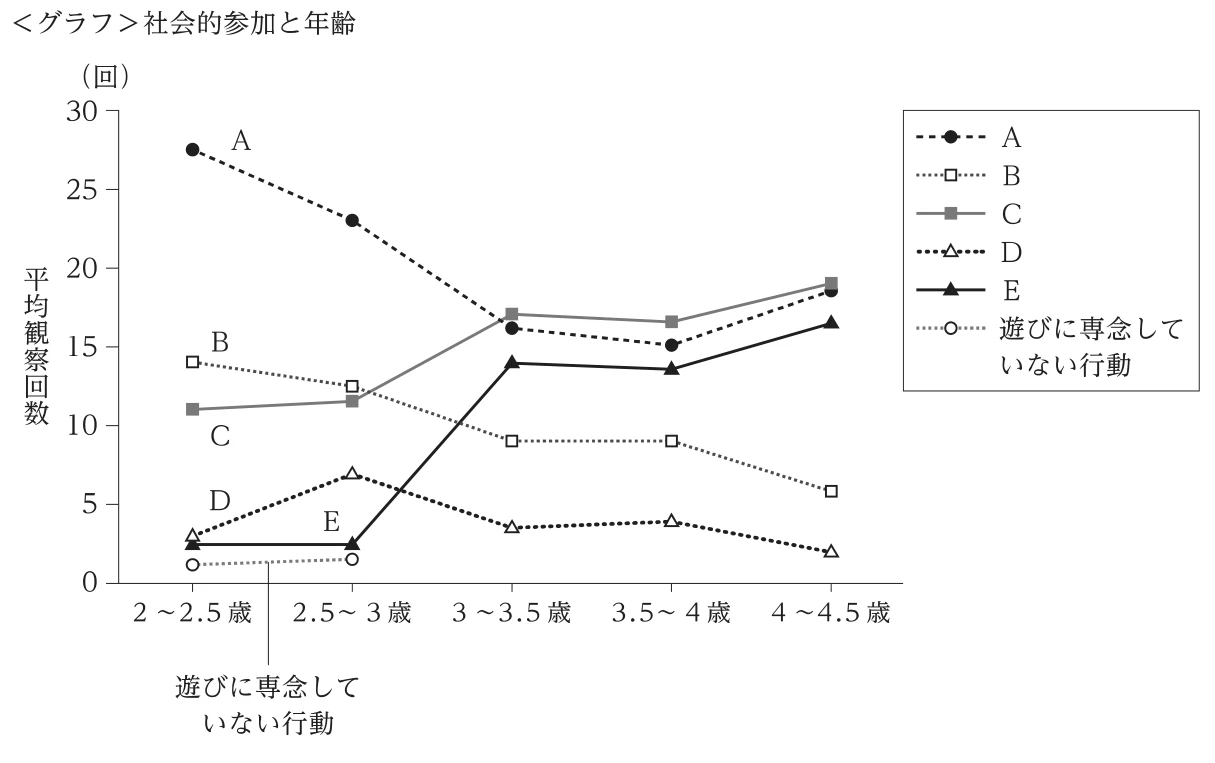 ＜グラフ＞社会的参加と年齢
（回）
30
25
20
15
10
5
0
平均観察回数
A
B
C
D
E
2～2.5歳
2.5～3歳
3～3.5歳
3.5～4歳
4～4.5歳
遊びに専念して
いない行動
A
B
C
D
E
遊びに専念して
いない行動